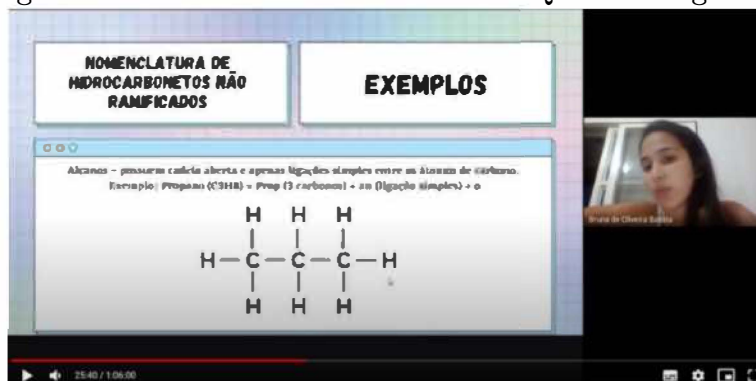 NOMENCLATURA DE
HIDROCARBONETOS NÃO
RAMIFICADOS
EXEMPLOS
Alcanos – possuem cadeia aberta e apenas ligações simples entre os átomos de carbono.
Exemplo: Propano (C3H8) = Prop (3 carbonos) + an (ligação simples) + o
H H H
H–C–C–C–H
H H H
Bruna de Oliveira
25:40 / 1:06:00